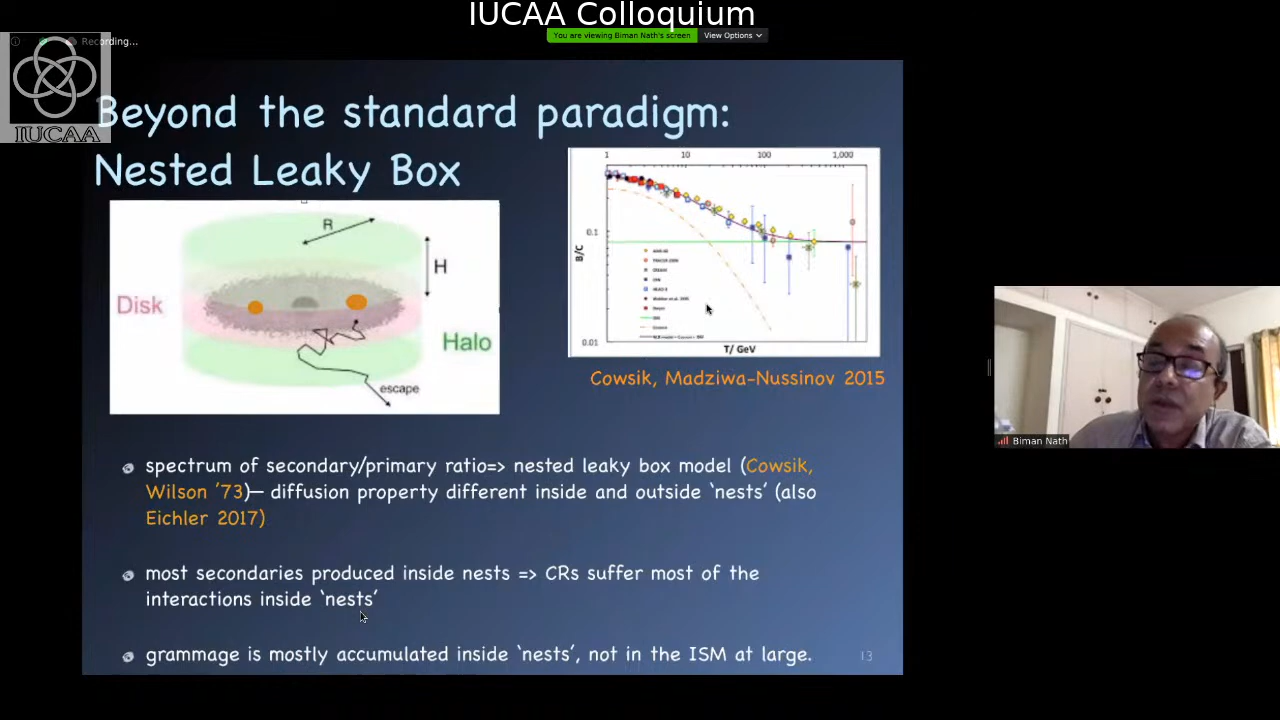 IUCAA Colloquium
You are viewing Biman Nath's screen
View Options
Recording...
IUCAA
Beyond the standard paradigm:
Nested Leaky Box
R
H
Disk
Halo
escape
1 10 100 1,000
0.1
B/C
0.01
T/ GeV
Cowsik, Madziwa-Nussinov 2015
Biman Nath
spectrum of secondary/primary ratio=> nested leaky box model (Cowsik,
Wilson '73)— diffusion property different inside and outside 'nests' (also
Eichler 2017)
most secondaries produced inside nests => CRs suffer most of the
interactions inside 'nests'
grammage is mostly accumulated inside 'nests', not in the ISM at large.
13